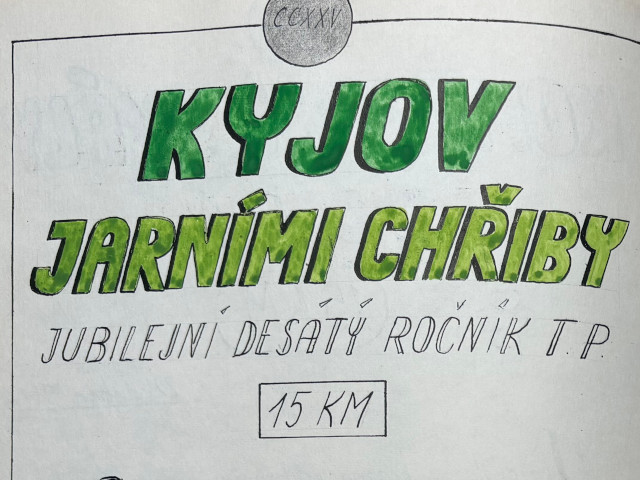 CCXXV
KYJOV
JARNÍMI CHŘIBY
JUBILEJNÍ DESÁTÝ ROČNÍK T.P.
15 KM